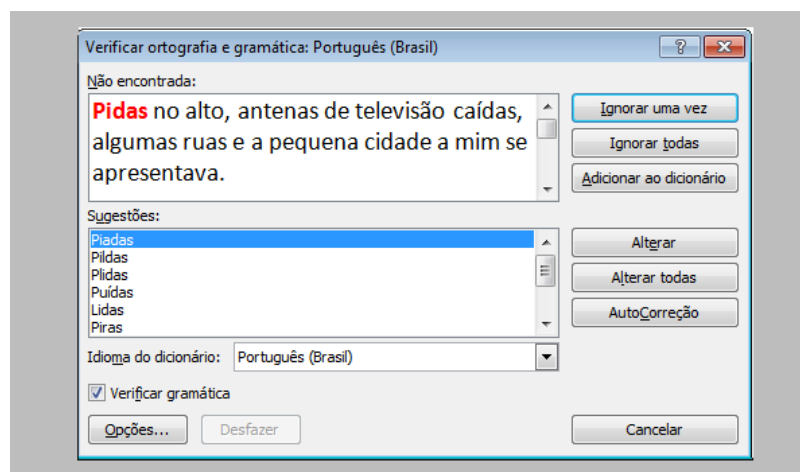 Verificar ortografia e gramática: Português (Brasil)
Não encontrada:
Pidas no alto, antenas de televisão caídas,
algumas ruas e a pequena cidade a mim se
apresentava.
Ignorar uma vez
Ignorar todas
Adicionar ao dicionário
Sugestões:
Piadas
Pildas
Plidas
Puídas
Lidas
Piras
Alterar
Alterar todas
AutoCorreção
Idioma do dicionário: Português (Brasil)
Verificar gramática
Opções... Desfazer Cancelar